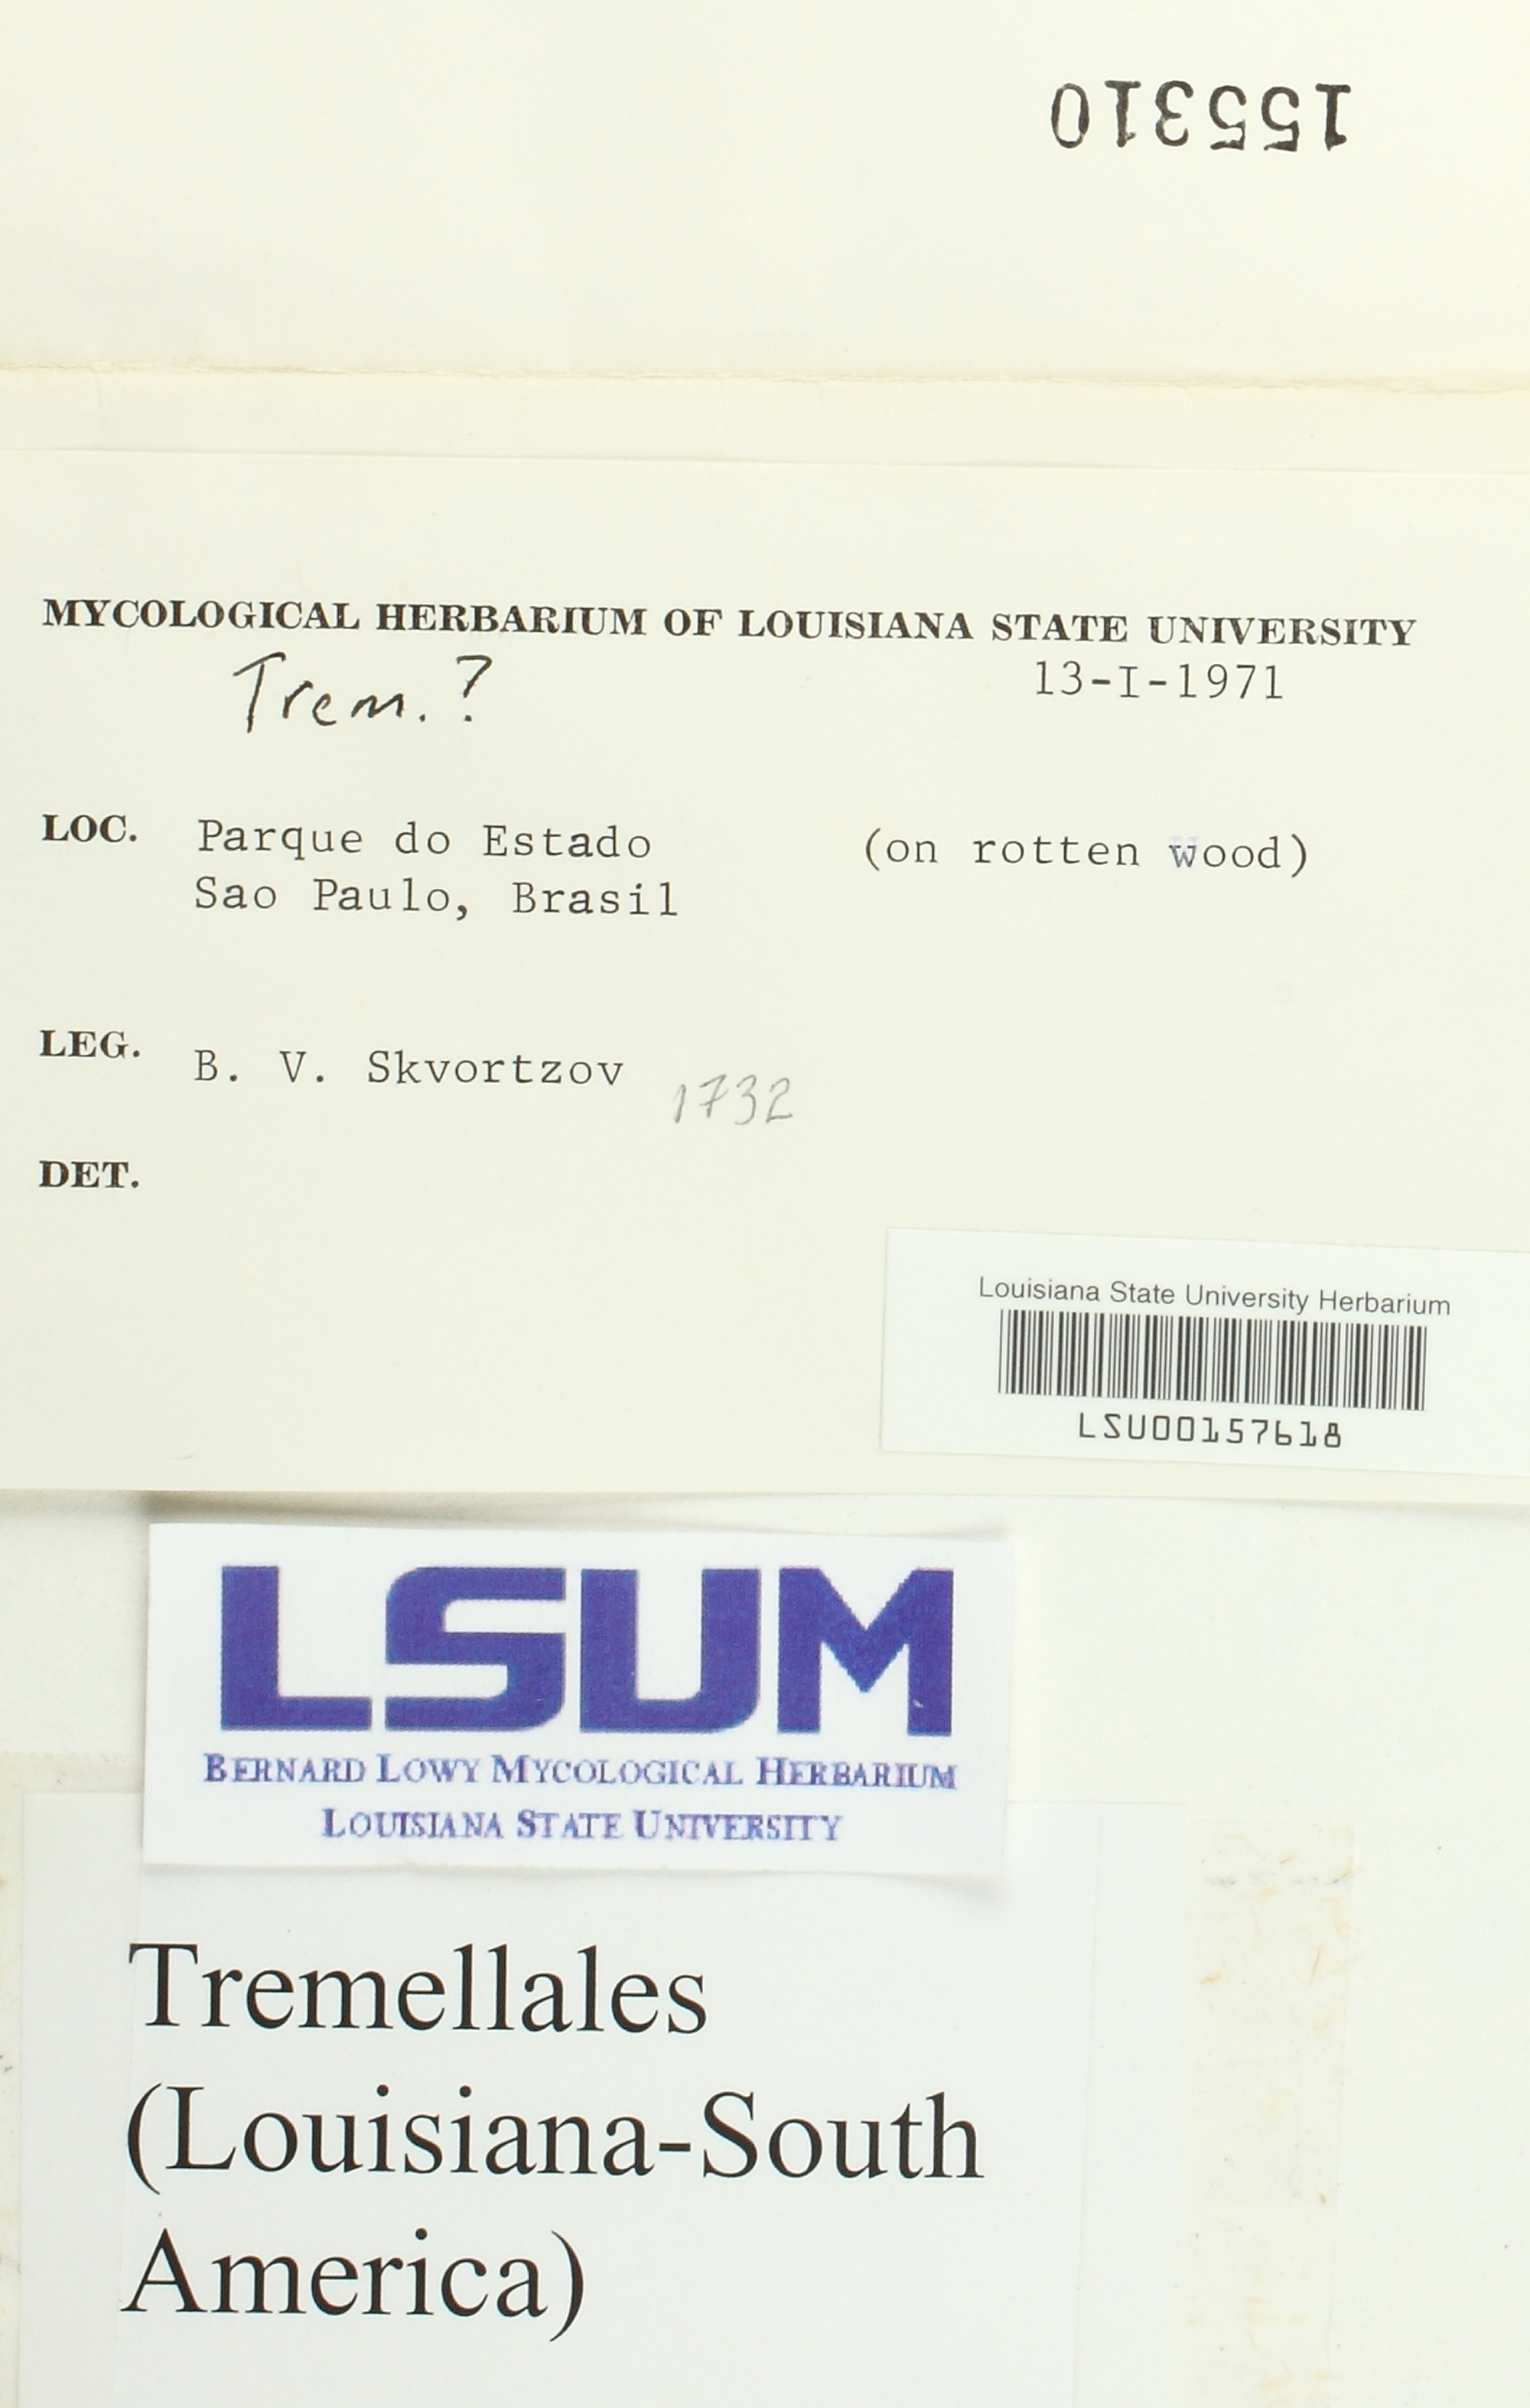 155310
MYCOLOGICAL HERBARIUM OF LOUISIANA STATE UNIVERSITY
Trem.? 13-I-1971
LOC. Parque do Estado (on rotten wood)
Sao Paulo, Brasil
LEG. B. V. Skvortzov 1732
DET.
Louisiana State University Herbarium
LSU00157618
LSUM
BERNARD LOWY MYCOLOGICAL HERBARIUM
LOUISIANA STATE UNIVERSITY
Tremellales
(Louisiana-South
America)